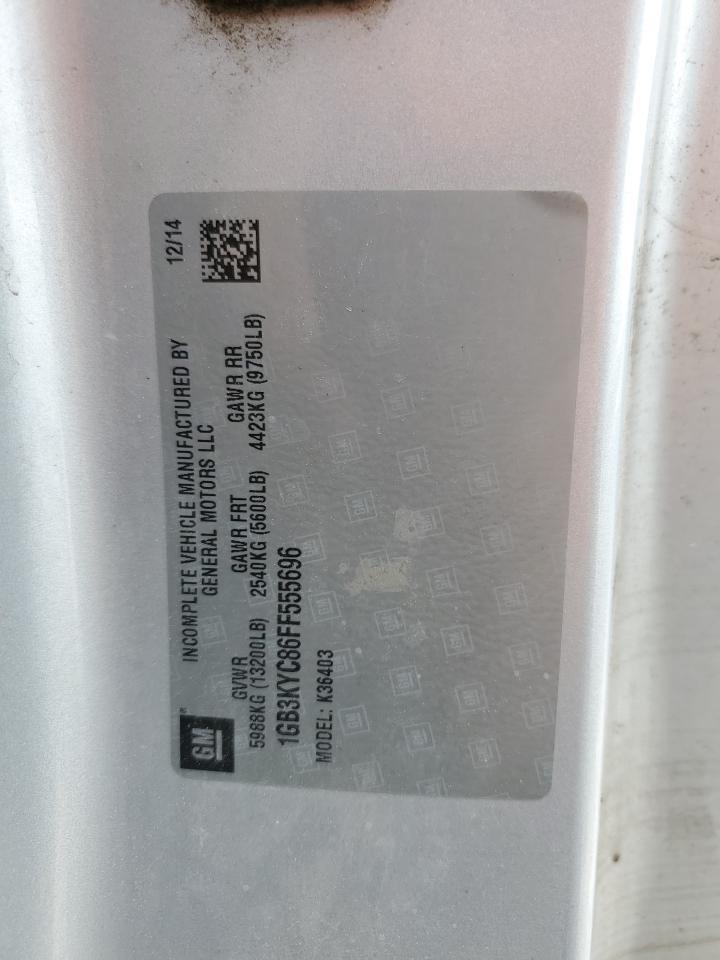 12/14
INCOMPLETE VEHICLE MANUFACTURED BY
GENERAL MOTORS LLC
GM®
GVWR GAWR FRT GAWR RR
5988KG (13200LB) 2540KG (5600LB) 4423KG (9750LB)
1GB3KYC86FF555696
MODEL: K36403